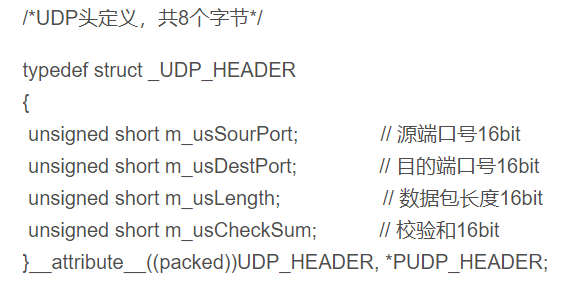 /*UDP头定义，共8个字节*/
typedef struct _UDP_HEADER
{
unsigned short m_usSourPort; // 源端口号16bit
unsigned short m_usDestPort; // 目的端口号16bit
unsigned short m_usLength; // 数据包长度16bit
unsigned short m_usCheckSum; // 校验和16bit
}__attribute__((packed))UDP_HEADER, *PUDP_HEADER;